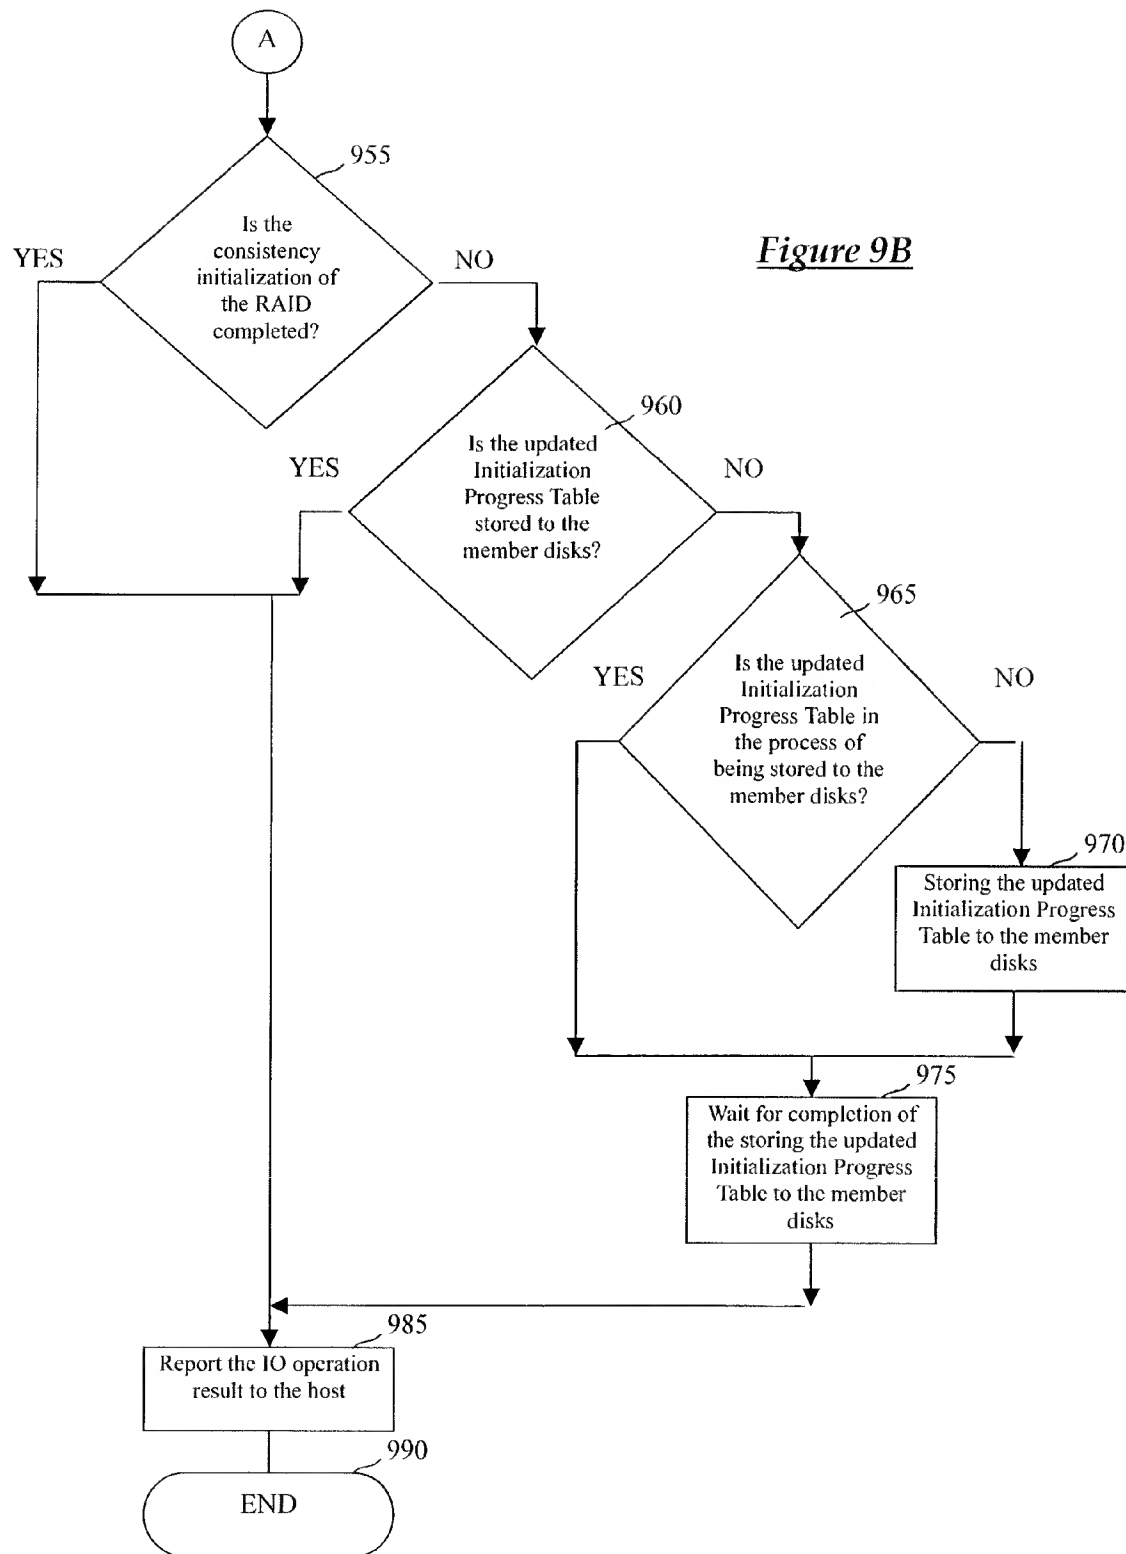 A
955
Is the
consistency
initialization of
the RAID
completed?
YES
NO
Figure 9B
960
Is the updated
Initialization
Progress Table
stored to the
member disks?
YES
NO
965
Is the updated
Initialization
Progress Table in
the process of
being stored to the
member disks?
YES
NO
970
Storing the updated
Initialization Progress
Table to the member
disks
975
Wait for completion of
the storing the updated
Initialization Progress
Table to the member
disks
985
Report the IO operation
result to the host
990
END